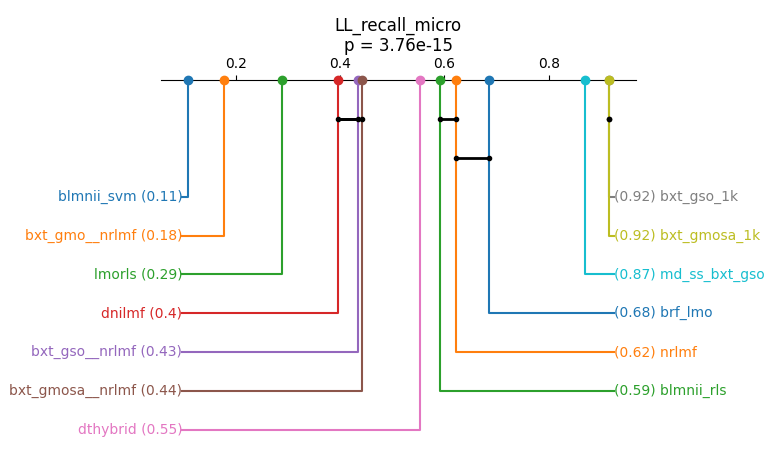 LL_recall_micro
p = 3.76e-15
0.2 0.4 0.6 0.8
blmnii_svm (0.11)
(0.92) bxt_gso_1k
bxt_gmo__nrlmf (0.18)
(0.92) bxt_gmosa_1k
lmorls (0.29)
(0.87) md_ss_bxt_gso
dnilmf (0.4)
(0.68) brf_lmo
bxt_gso__nrlmf (0.43)
(0.62) nrlmf
bxt_gmosa__nrlmf (0.44)
(0.59) blmnii_rls
dthybrid (0.55)